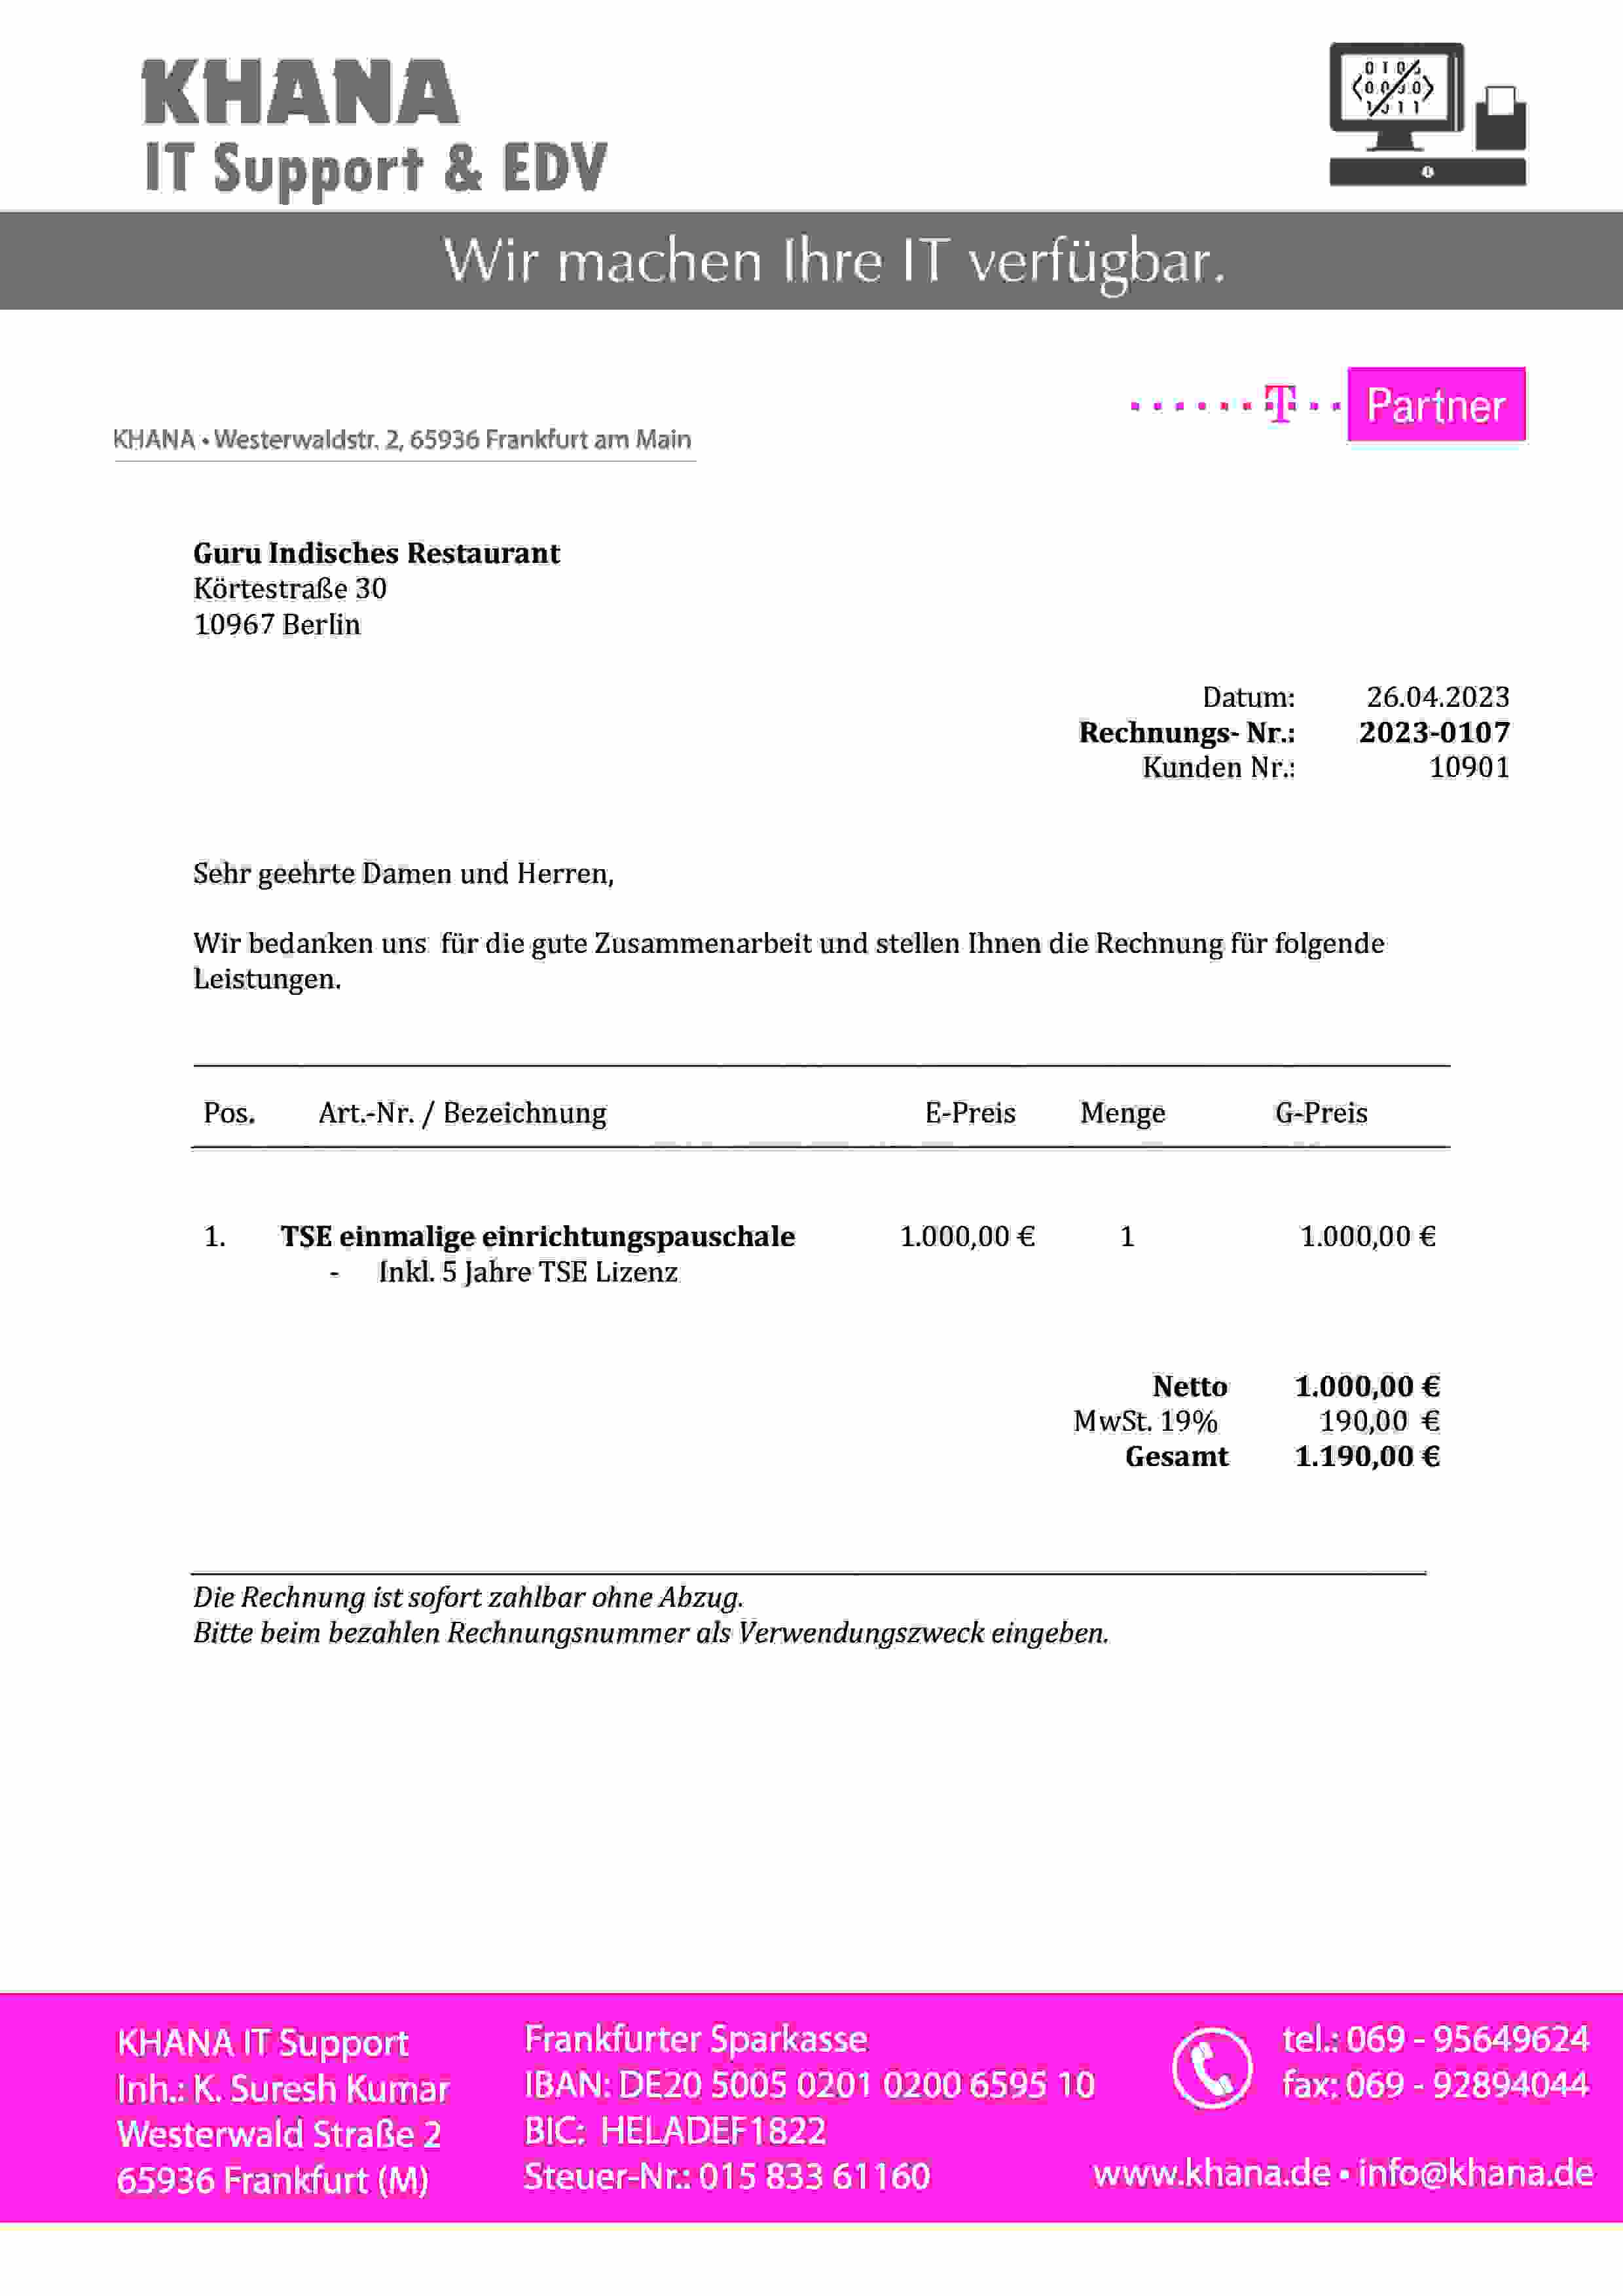 KHANA
IT Support & EDV
Wir machen Ihre IT verfügbar.
T Partner
KHANA • Westerwaldstr. 2, 65936 Frankfurt am Main
Guru Indisches Restaurant
Körtestraße 30
10967 Berlin
Datum: 26.04.2023
Rechnungs- Nr.: 2023-0107
Kunden Nr.: 10901
Sehr geehrte Damen und Herren,
Wir bedanken uns für die gute Zusammenarbeit und stellen Ihnen die Rechnung für folgende
Leistungen.
Pos. Art.-Nr. / Bezeichnung E-Preis Menge G-Preis
1. TSE einmalige einrichtungspauschale 1.000,00 € 1 1.000,00 €
- Inkl. 5 Jahre TSE Lizenz
Netto 1.000,00 €
MwSt. 19% 190,00 €
Gesamt 1.190,00 €
Die Rechnung ist sofort zahlbar ohne Abzug.
Bitte beim bezahlen Rechnungsnummer als Verwendungszweck eingeben.
KHANA IT Support
Inh.: K. Suresh Kumar
Westerwald Straße 2
65936 Frankfurt (M)
Frankfurter Sparkasse
IBAN: DE20 5005 0201 0200 6595 10
BIC: HELADEF1822
Steuer-Nr.: 015 833 61160
tel.: 069 - 95649624
fax: 069 - 92894044
www.khana.de • info@khana.de